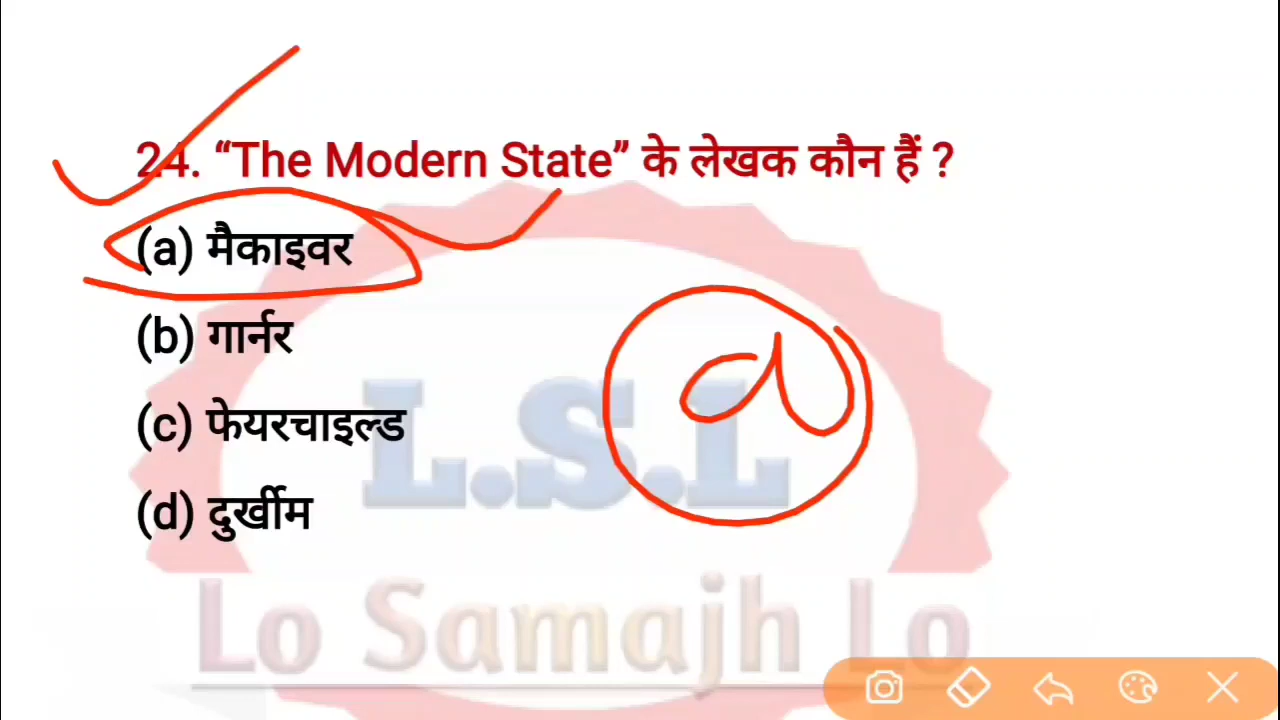 24. “The Modern State” के लेखक कौन हैं ?
(a) मैकाइवर
(b) गार्नर
(c) फेयरचाइल्ड
(d) दुर्खीम
a
L.S.L
Lo Samajh Lo